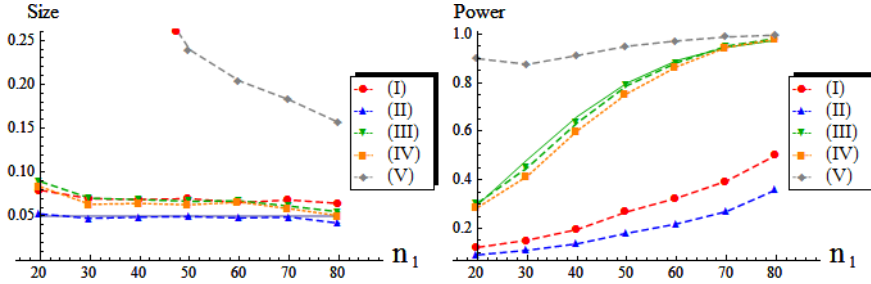 Size
0.25
0.20
0.15
0.10
0.05
20 30 40 50 60 70 80
n1
(I)
(II)
(III)
(IV)
(V)
Power
1.0
0.8
0.6
0.4
0.2
20 30 40 50 60 70 80
n1
(I)
(II)
(III)
(IV)
(V)